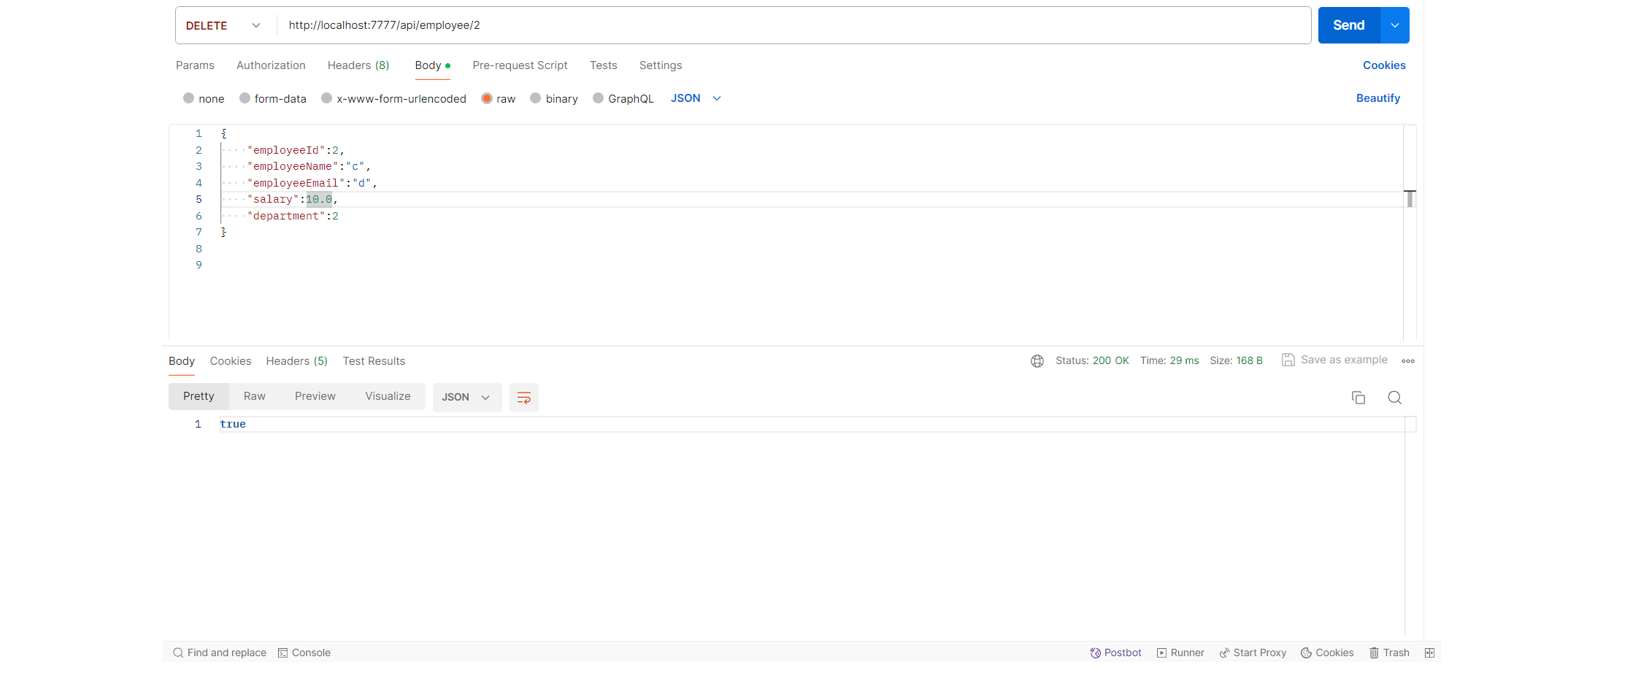 DELETE http://localhost:7777/api/employee/2 Send
Params Authorization Headers (8) Body Pre-request Script Tests Settings Cookies
none form-data x-www-form-urlencoded raw binary GraphQL JSON Beautify
1 {
2 "employeeId":2,
3 "employeeName":"c",
4 "employeeEmail":"d",
5 "salary":10.0,
6 "department":2
7 }
8
9
Body Cookies Headers (5) Test Results Status: 200 OK Time: 29 ms Size: 168 B Save as example
Pretty Raw Preview Visualize JSON
1 true
Find and replace Console Postbot Runner Start Proxy Cookies Trash